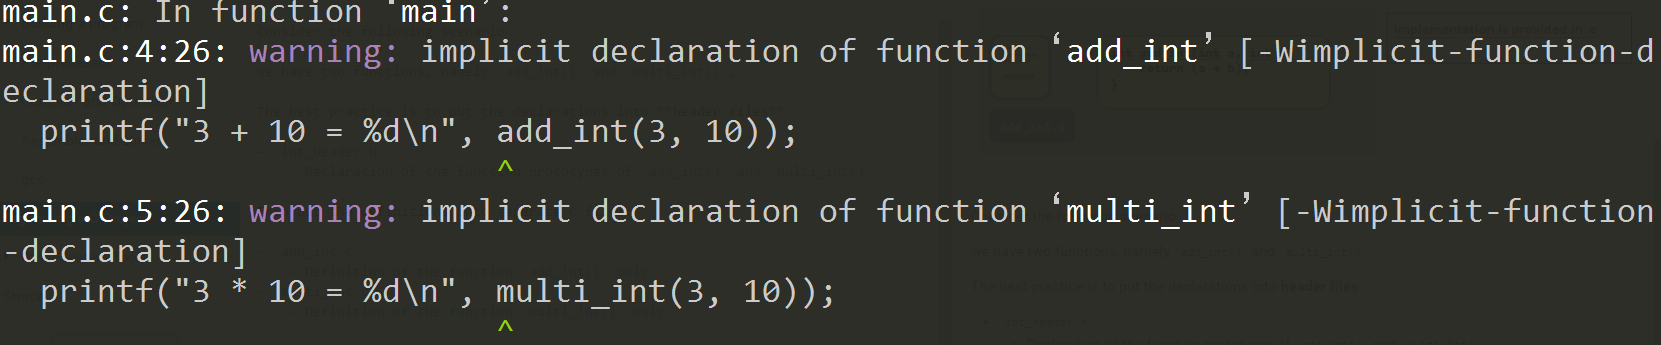 main.c: In function ‘main’:
main.c:4:26: warning: implicit declaration of function ‘add_int’ [-Wimplicit-function-d
eclaration]
  printf("3 + 10 = %d\n", add_int(3, 10));
                          ^
main.c:5:26: warning: implicit declaration of function ‘multi_int’ [-Wimplicit-function
-declaration]
  printf("3 * 10 = %d\n", multi_int(3, 10));
                          ^